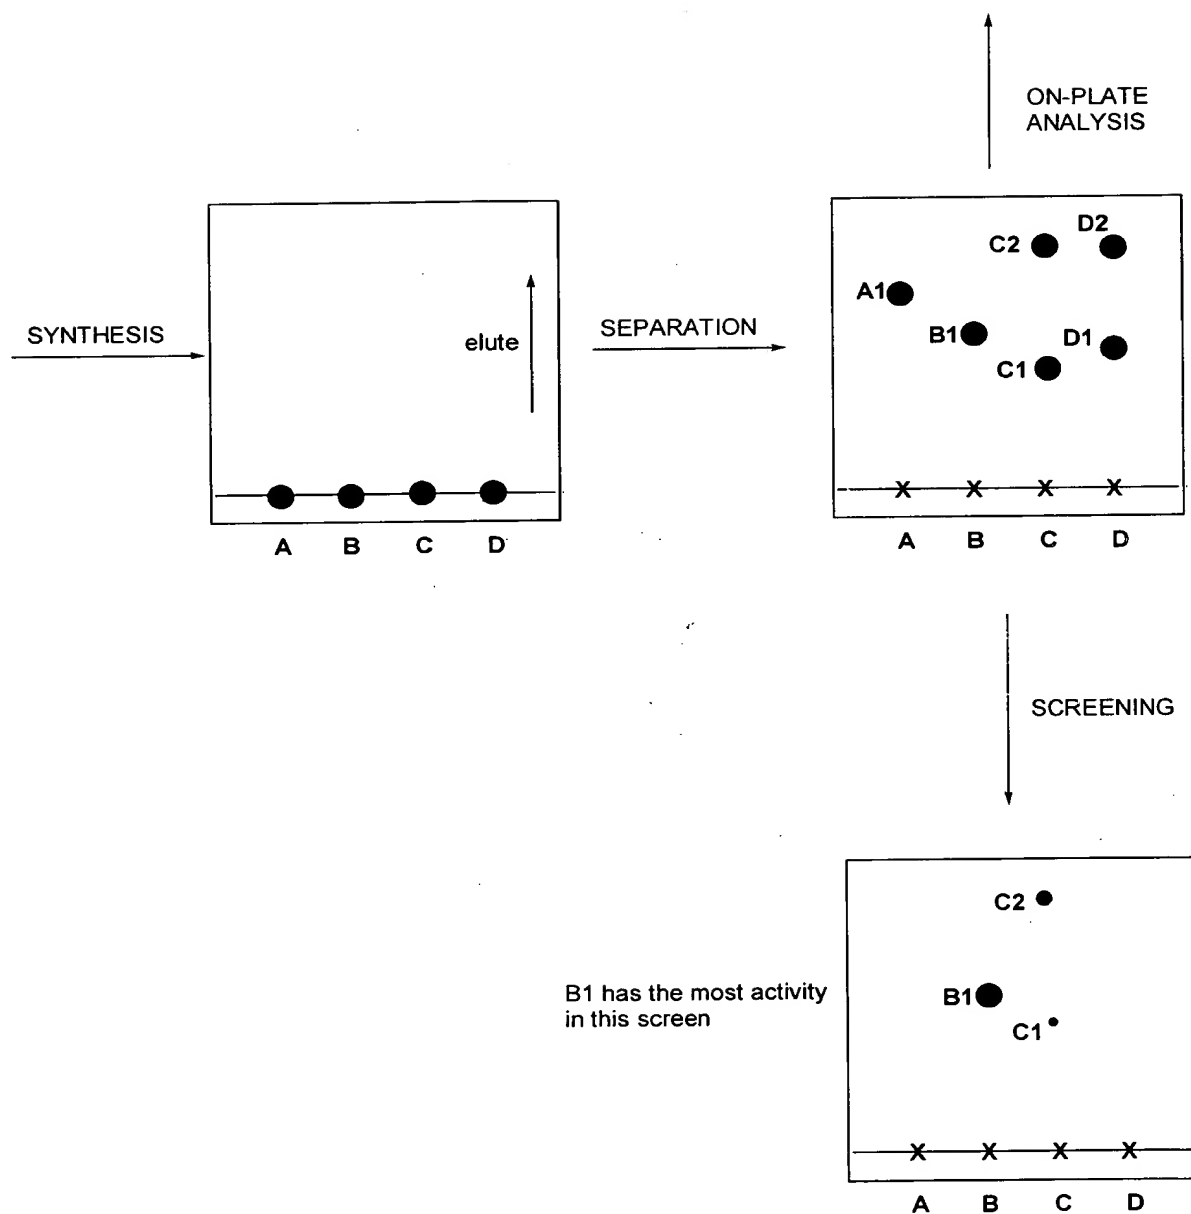 ON-PLATE
ANALYSIS
SYNTHESIS
elute
A B C D
SEPARATION
C2 D2
A1
B1 D1
C1
X X X X
A B C D
SCREENING
B1 has the most activity
in this screen
C2
B1
C1
X X X X
A B C D